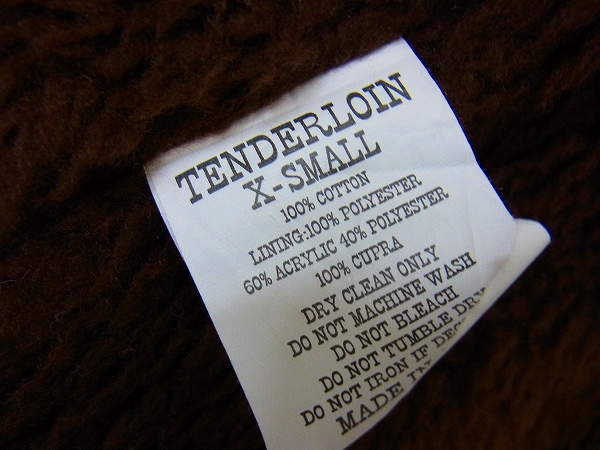 TENDERLOIN
X-SMALL
100% COTTON
LINING:100% POLYESTER
60% ACRYLIC 40% POLYESTER
100% CUPRA
DRY CLEAN ONLY
DO NOT MACHINE WASH
DO NOT BLEACH
DO NOT TUMBLE DRY
DO NOT IRON IF
MADE IN